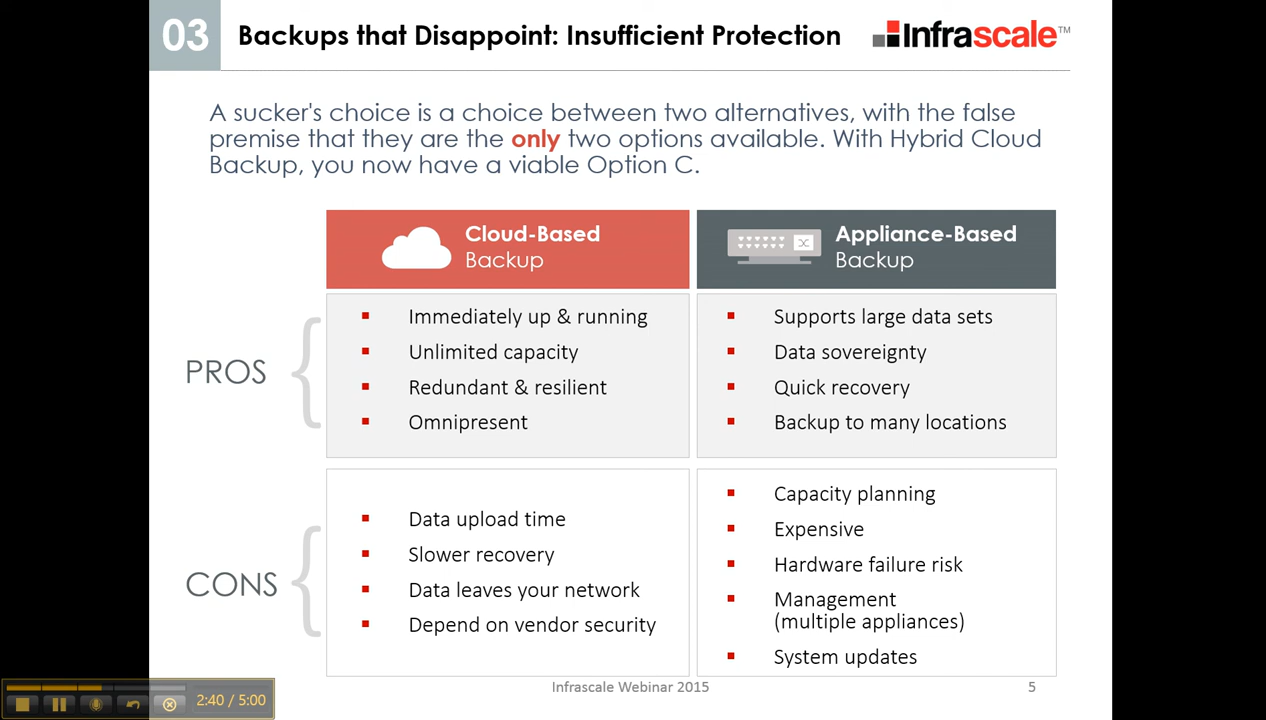 03
Backups that Disappoint: Insufficient Protection
Infrascale™
A sucker's choice is a choice between two alternatives, with the false
premise that they are the only two options available. With Hybrid Cloud
Backup, you now have a viable Option C.
Cloud-Based
Backup
Appliance-Based
Backup
PROS
Immediately up & running
Unlimited capacity
Redundant & resilient
Omnipresent
Supports large data sets
Data sovereignty
Quick recovery
Backup to many locations
CONS
Data upload time
Slower recovery
Data leaves your network
Depend on vendor security
Capacity planning
Expensive
Hardware failure risk
Management
(multiple appliances)
System updates
Infrascale Webinar 2015
5
2:40 / 5:00